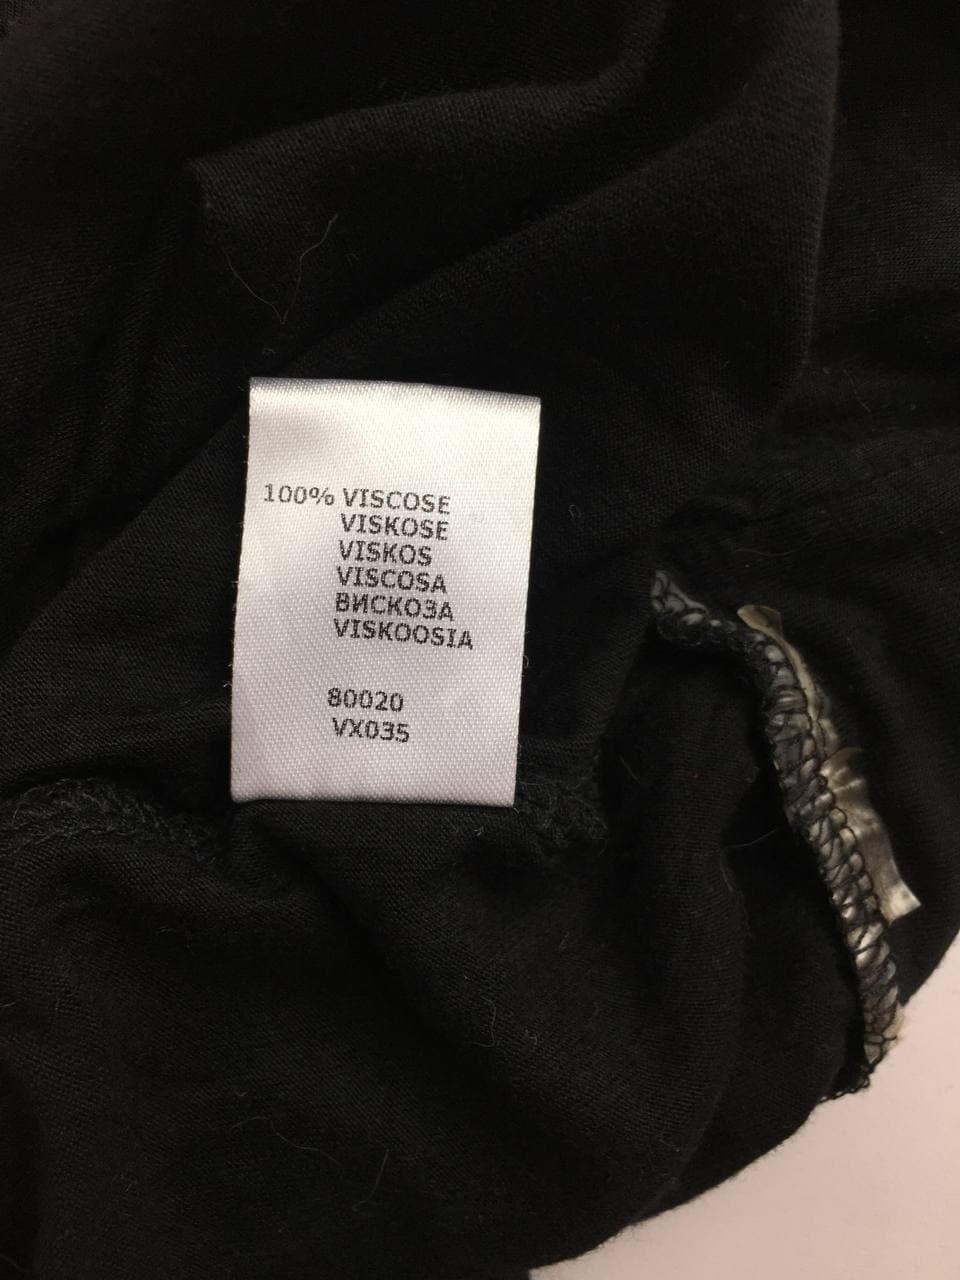 100% VISCOSE
VISKOSE
VISKOS
VISCOSA
ВИСКОЗА
VISKOOSIA
80020
VX035